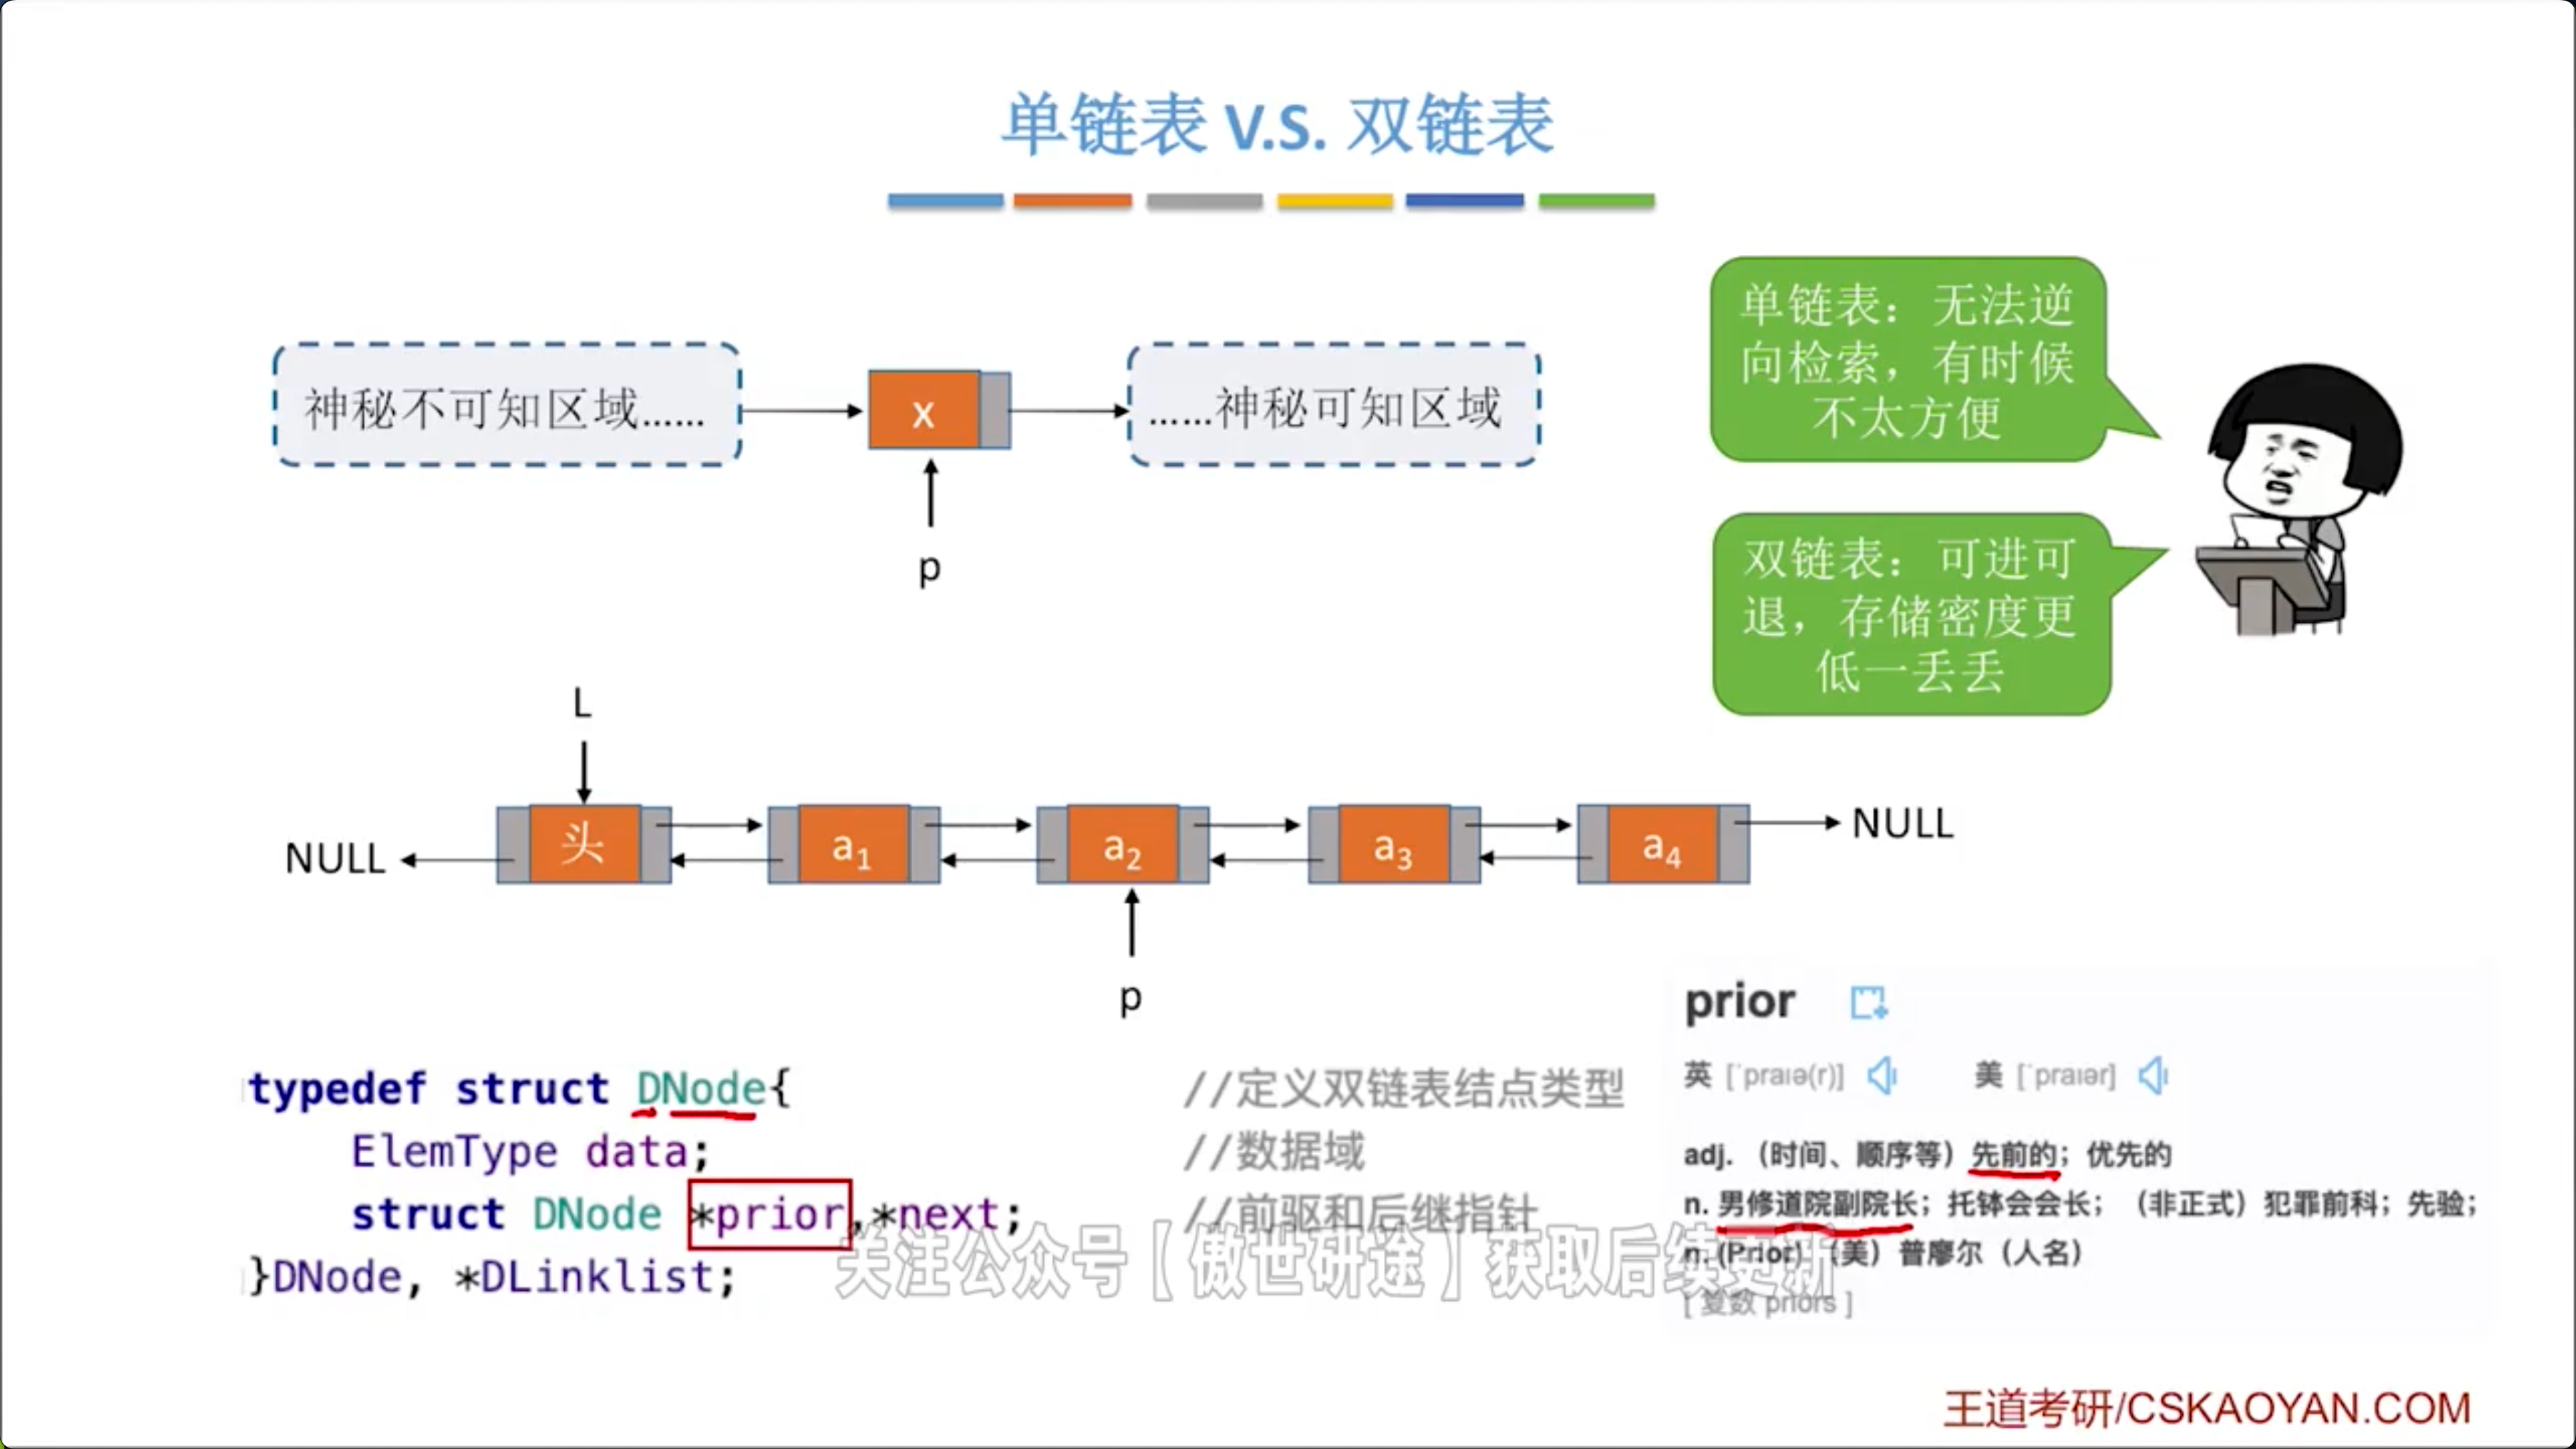 单链表 V.S. 双链表
单链表：无法逆
向检索，有时候
不太方便
神秘不可知区域……
x
……神秘可知区域
p
双链表：可进可
退，存储密度更
低一丢丢
L
NULL
头
a₁
a₂
a₃
a₄
NULL
p
typedef struct DNode{ //定义双链表结点类型
ElemType data; //数据域
struct DNode *prior,*next; //前驱和后继指针
}DNode, *DLinklist;
prior
英 [ˈpraɪə(r)] 美 [ˈpraɪər]
adj. （时间、顺序等）先前的；优先的
n. 男修道院副院长；托钵会会长；（非正式）犯罪前科；先验；
n. (Prior) （美）普廖尔（人名）
[ 复数 priors ]
关注公众号【傲世研途】获取后续更新
王道考研/CSKAOYAN.COM